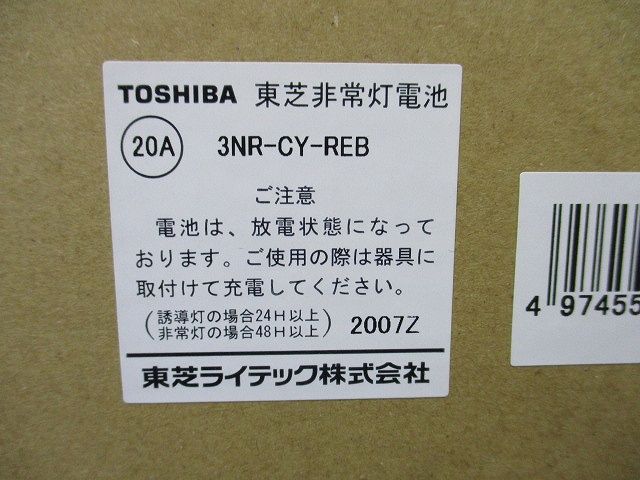 TOSHIBA 東芝非常灯電池
20A 3NR-CY-REB
ご注意
電池は、放電状態になって
おります。ご使用の際は器具に
取付けて充電してください。
(誘導灯の場合24H以上
非常灯の場合48H以上) 2007Z
東芝ライテック株式会社
4 97455